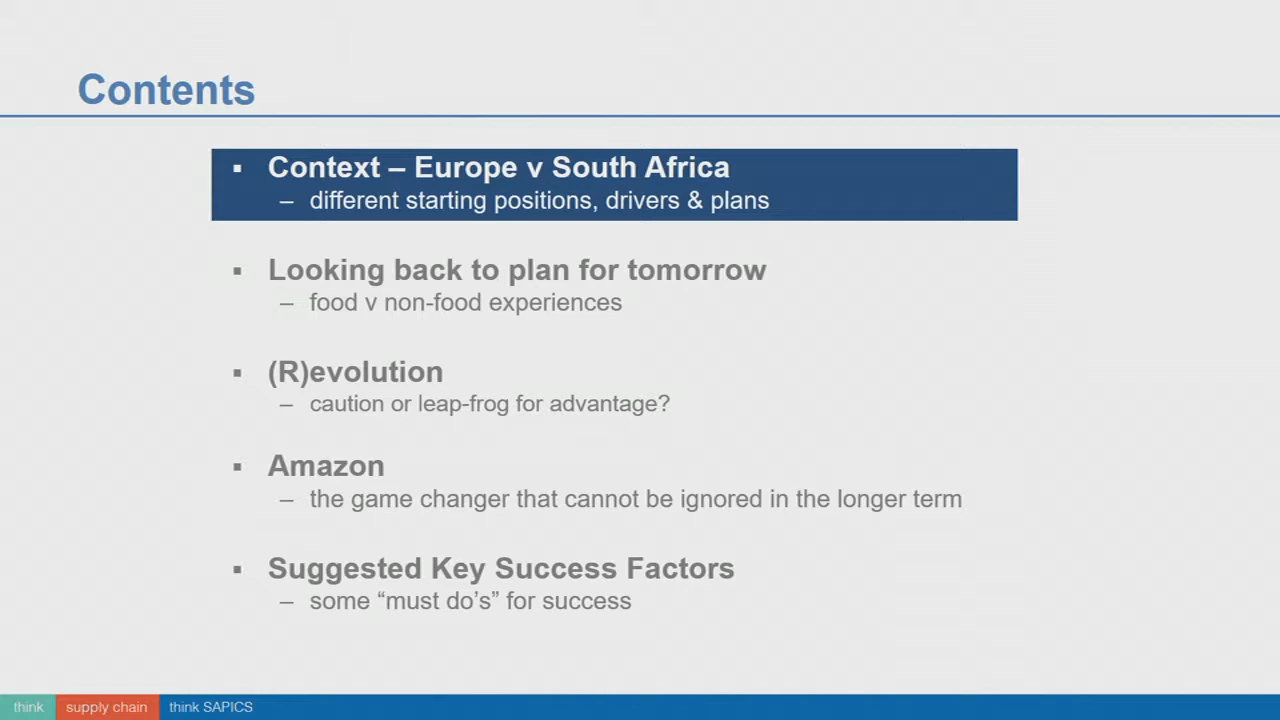 Contents
▪ Context – Europe v South Africa
– different starting positions, drivers & plans
▪ Looking back to plan for tomorrow
– food v non-food experiences
▪ (R)evolution
– caution or leap-frog for advantage?
▪ Amazon
– the game changer that cannot be ignored in the longer term
▪ Suggested Key Success Factors
– some “must do’s” for success
think supply chain think SAPICS